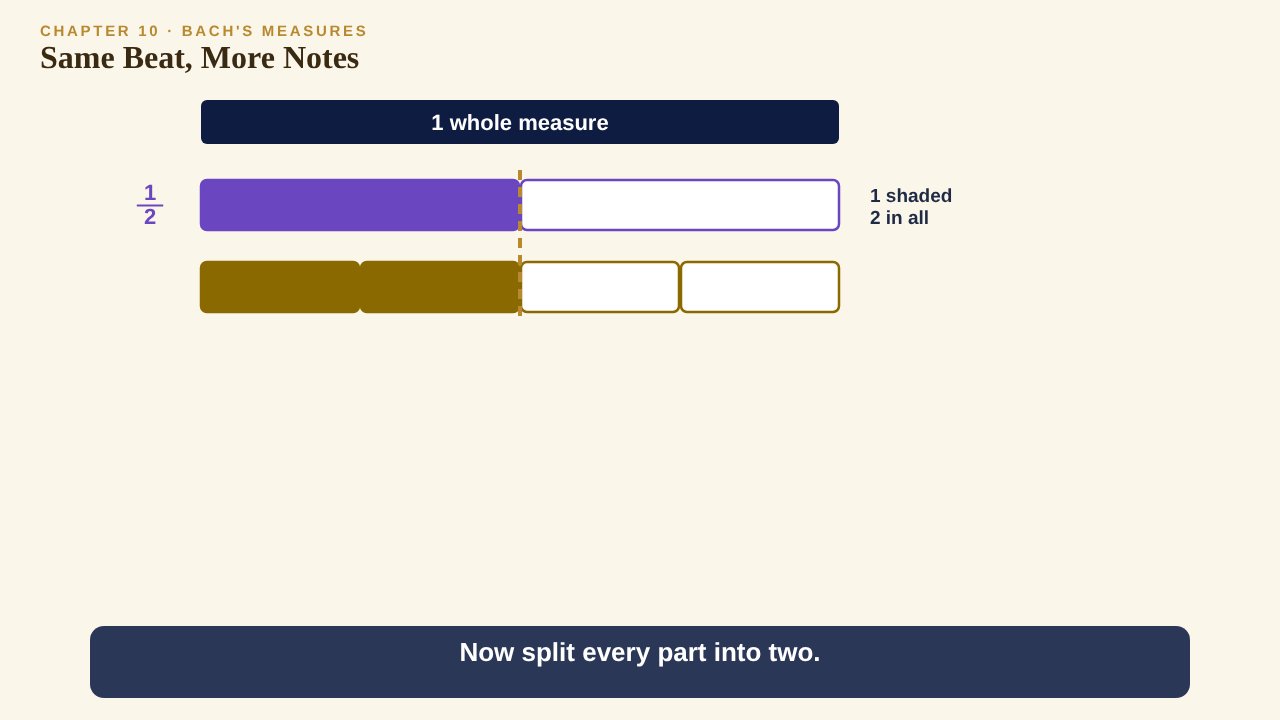 CHAPTER 10 · BACH'S MEASURES
Same Beat, More Notes
1 whole measure
1
2
1 shaded
2 in all
Now split every part into two.